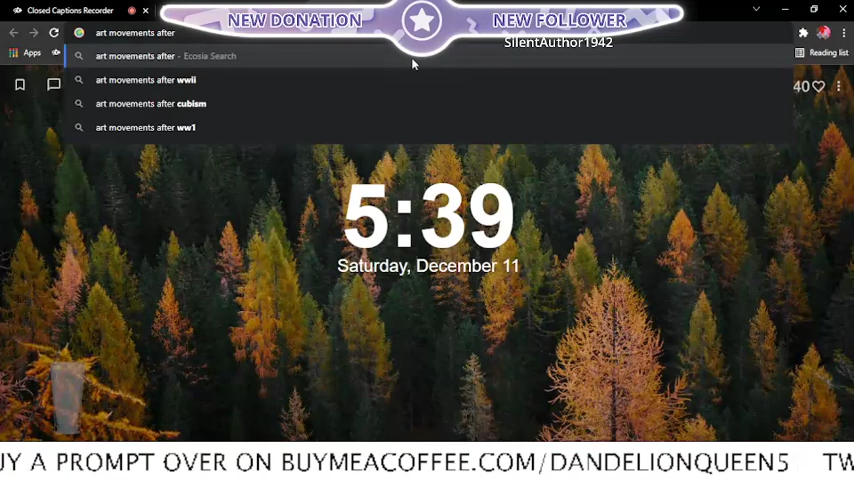 Closed Captions Recorder
NEW DONATION
NEW FOLLOWER
SilentAuthor1942
art movements after
Apps
Reading list
art movements after - Ecosia Search
art movements after wwii
art movements after cubism
art movements after ww1
40
5:39
Saturday, December 11
UY A PROMPT OVER ON BUYMEACOFFEE.COM/DANDELIONQUEEN5 TW